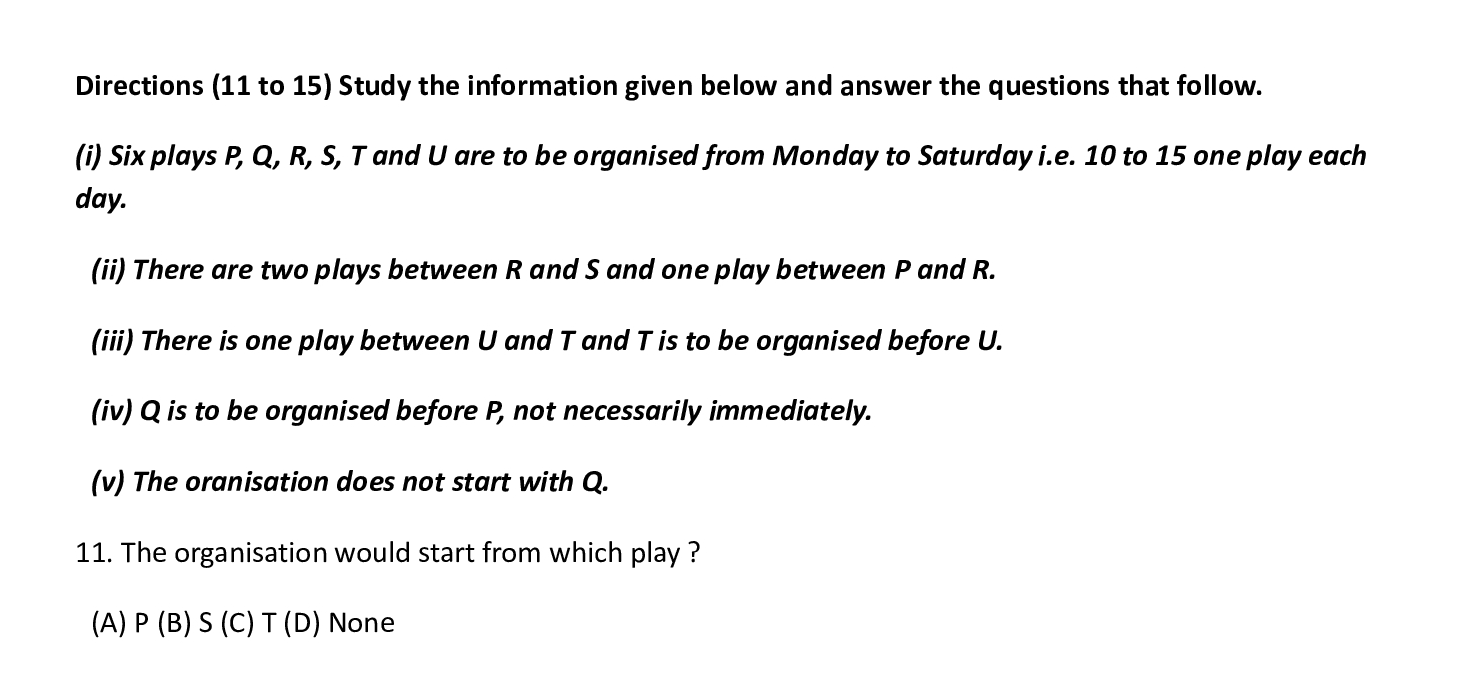 Directions (11 to 15) Study the information given below and answer the questions that follow.
(i) Six plays P, Q, R, S, T and U are to be organised from Monday to Saturday i.e. 10 to 15 one play each
day.
(ii) There are two plays between R and S and one play between P and R.
(iii) There is one play between U and T and T is to be organised before U.
(iv) Q is to be organised before P, not necessarily immediately.
(v) The oranisation does not start with Q.
11. The organisation would start from which play ?
(A) P (B) S (C) T (D) None